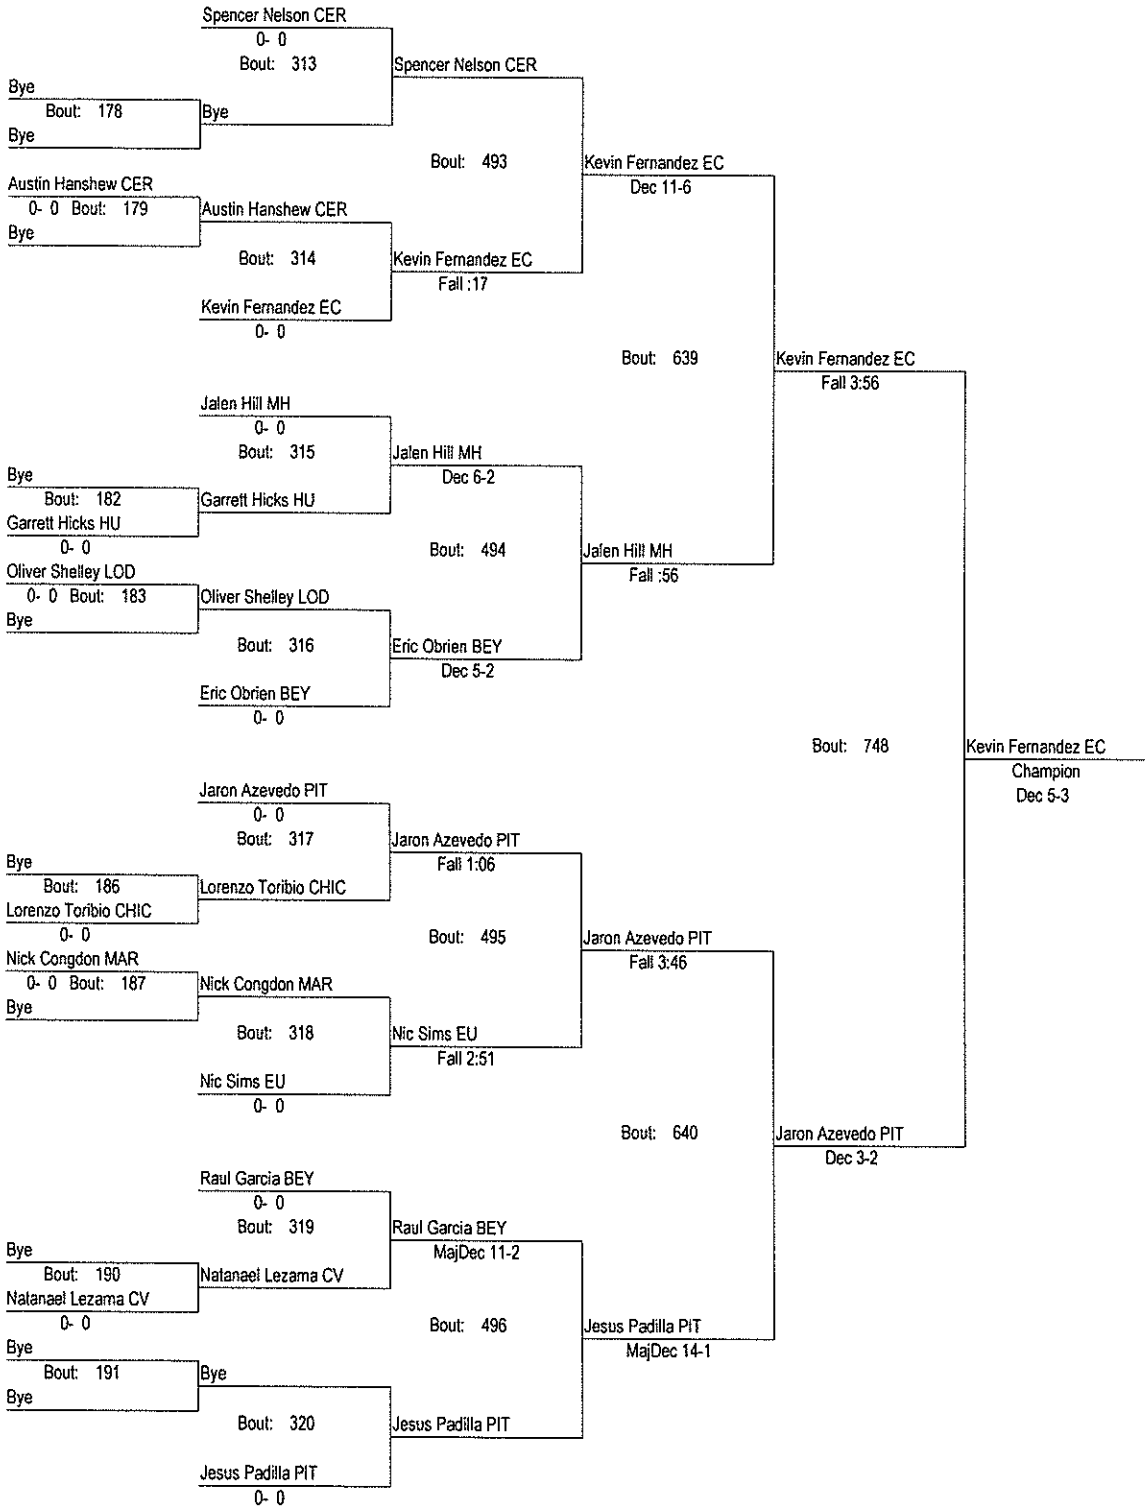 Spencer Nelson CER
0- 0
Bout: 313
Spencer Nelson CER
Bye
Bout: 178
Bye
Bye
Bout: 493
Kevin Fernandez EC
Dec 11-6
Austin Hanshew CER
0- 0 Bout: 179
Austin Hanshew CER
Bye
Bout: 314
Kevin Fernandez EC
Fall :17
Kevin Fernandez EC
0- 0
Bout: 639
Kevin Fernandez EC
Fall 3:56
Jalen Hill MH
0- 0
Bout: 315
Jalen Hill MH
Dec 6-2
Bye
Bout: 182
Garrett Hicks HU
Garrett Hicks HU
0- 0
Bout: 494
Jalen Hill MH
Fall :56
Oliver Shelley LOD
0- 0 Bout: 183
Oliver Shelley LOD
Bye
Bout: 316
Eric Obrien BEY
Dec 5-2
Eric Obrien BEY
0- 0
Bout: 748
Kevin Fernandez EC
Champion
Dec 5-3
Jaron Azevedo PIT
0- 0
Bout: 317
Jaron Azevedo PIT
Fall 1:06
Bye
Bout: 186
Lorenzo Toribio CHIC
Lorenzo Toribio CHIC
0- 0
Bout: 495
Jaron Azevedo PIT
Fall 3:46
Nick Congdon MAR
0- 0 Bout: 187
Nick Congdon MAR
Bye
Bout: 318
Nic Sims EU
Fall 2:51
Nic Sims EU
0- 0
Bout: 640
Jaron Azevedo PIT
Dec 3-2
Raul Garcia BEY
0- 0
Bout: 319
Raul Garcia BEY
MajDec 11-2
Bye
Bout: 190
Natanael Lezama CV
Natanael Lezama CV
0- 0
Bout: 496
Jesus Padilla PIT
MajDec 14-1
Bye
Bout: 191
Bye
Bye
Bout: 320
Jesus Padilla PIT
Jesus Padilla PIT
0- 0